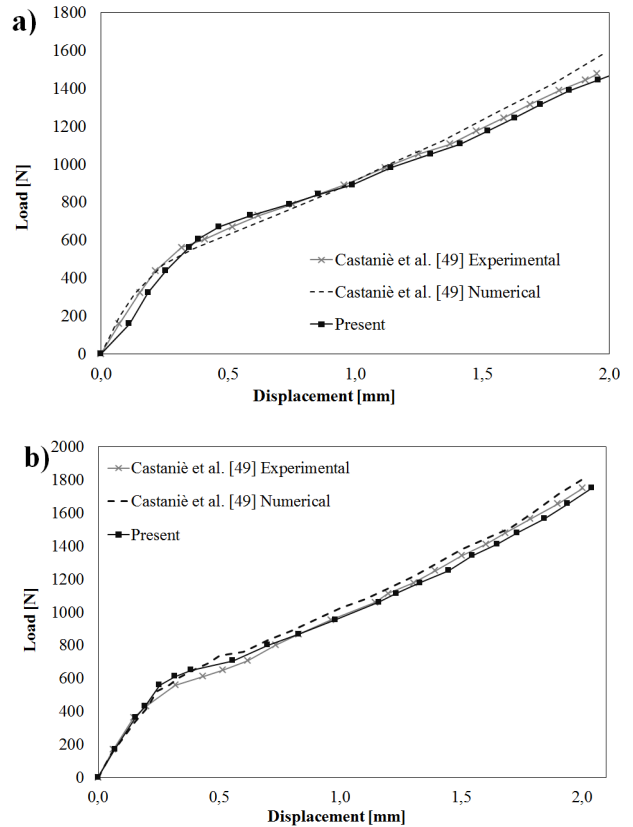 a)
1800
1600
1400
1200
1000
800
600
400
200
0
Load [N]
Castaniè et al. [49] Experimental
Castaniè et al. [49] Numerical
Present
0,0
0,5
1,0
1,5
2,0
Displacement [mm]
b)
2000
1800
1600
1400
1200
1000
800
600
400
200
0
Load [N]
Castaniè et al. [49] Experimental
Castaniè et al. [49] Numerical
Present
0,0
0,5
1,0
1,5
2,0
Displacement [mm]